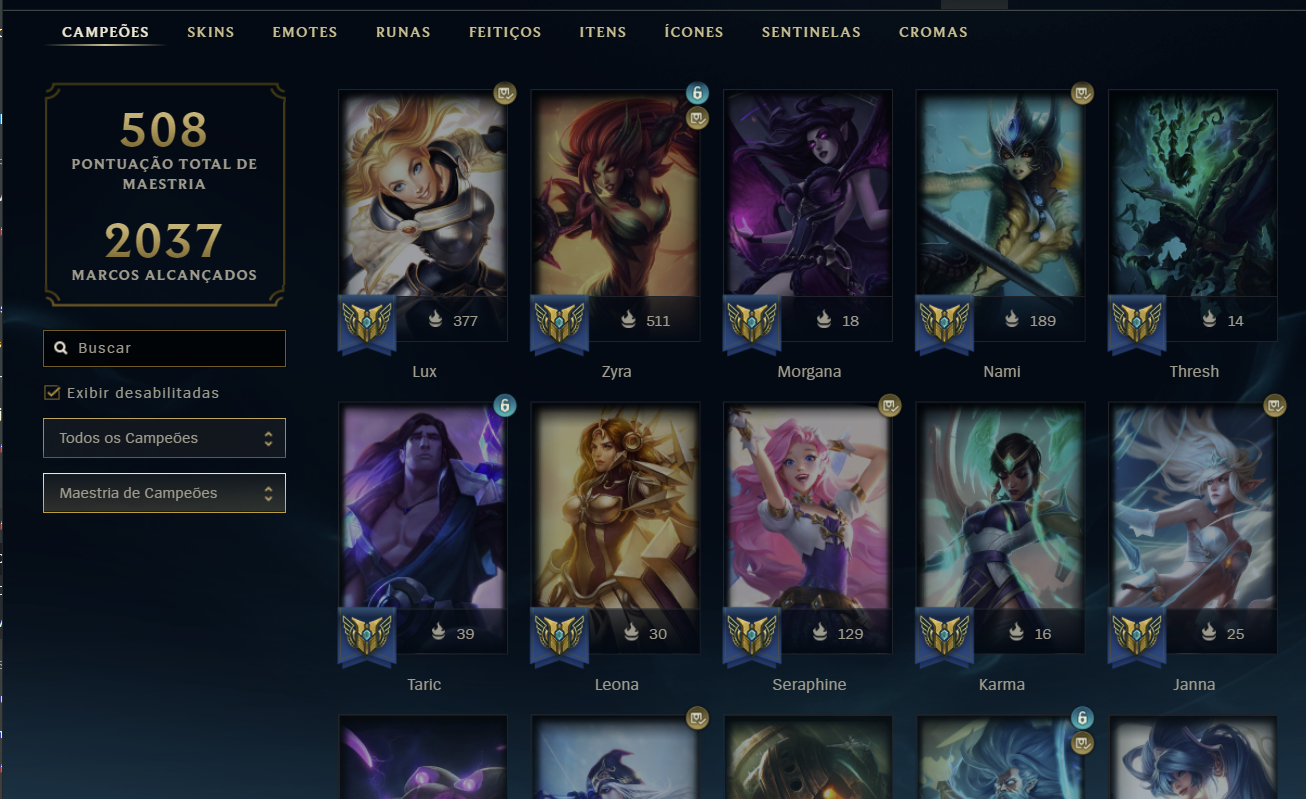 CAMPEÕES SKINS EMOTES RUNAS FEITIÇOS ITENS ÍCONES SENTINELAS CROMAS
508
PONTUAÇÃO TOTAL DE
MAESTRIA
2037
MARCOS ALCANÇADOS
Buscar
Exibir desabilitadas
Todos os Campeões
Maestria de Campeões
6
377 511 18 189 14
Lux Zyra Morgana Nami Thresh
6
39 30 129 16 25
Taric Leona Seraphine Karma Janna
6